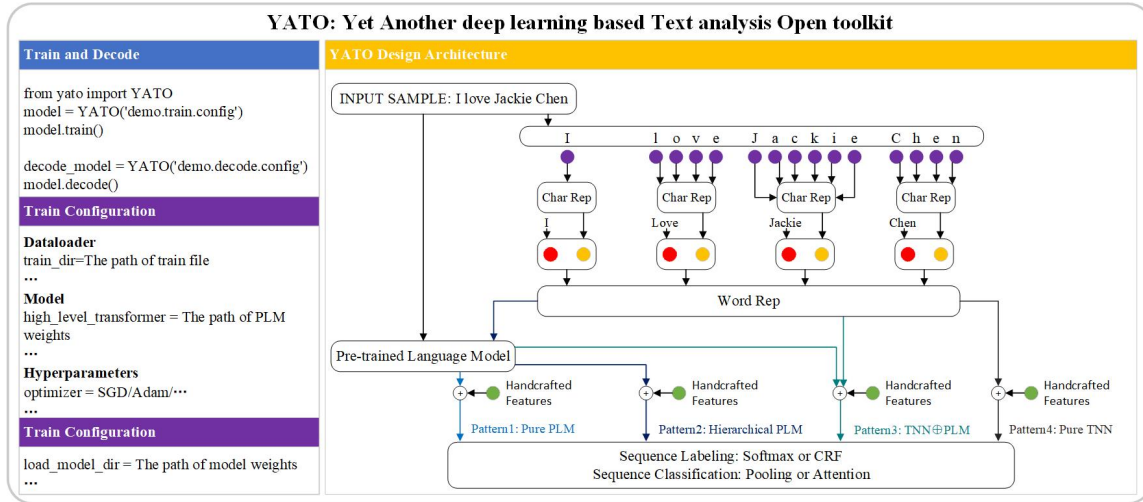 YATO: Yet Another deep learning based Text analysis Open toolkit
Train and Decode
from yato import YATO
model = YATO('demo.train.config')
model.train()
decode_model = YATO('demo.decode.config')
model.decode()
Train Configuration
Dataloader
train_dir=The path of train file
...
Model
high_level_transformer = The path of PLM
weights
...
Hyperparameters
optimizer = SGD/Adam/⋯
...
Train Configuration
load_model_dir = The path of model weights
...
YATO Design Architecture
INPUT SAMPLE: I love Jackie Chen
I l o v e J a c k i e C h e n
Char Rep Char Rep Char Rep Char Rep
I Love Jackie Chen
Word Rep
Pre-trained Language Model
+ Handcrafted Features
+ Handcrafted Features
+ Handcrafted Features
+ Handcrafted Features
Pattern1: Pure PLM
Pattern2: Hierarchical PLM
Pattern3: TNN⊕PLM
Pattern4: Pure TNN
Sequence Labeling: Softmax or CRF
Sequence Classification: Pooling or Attention